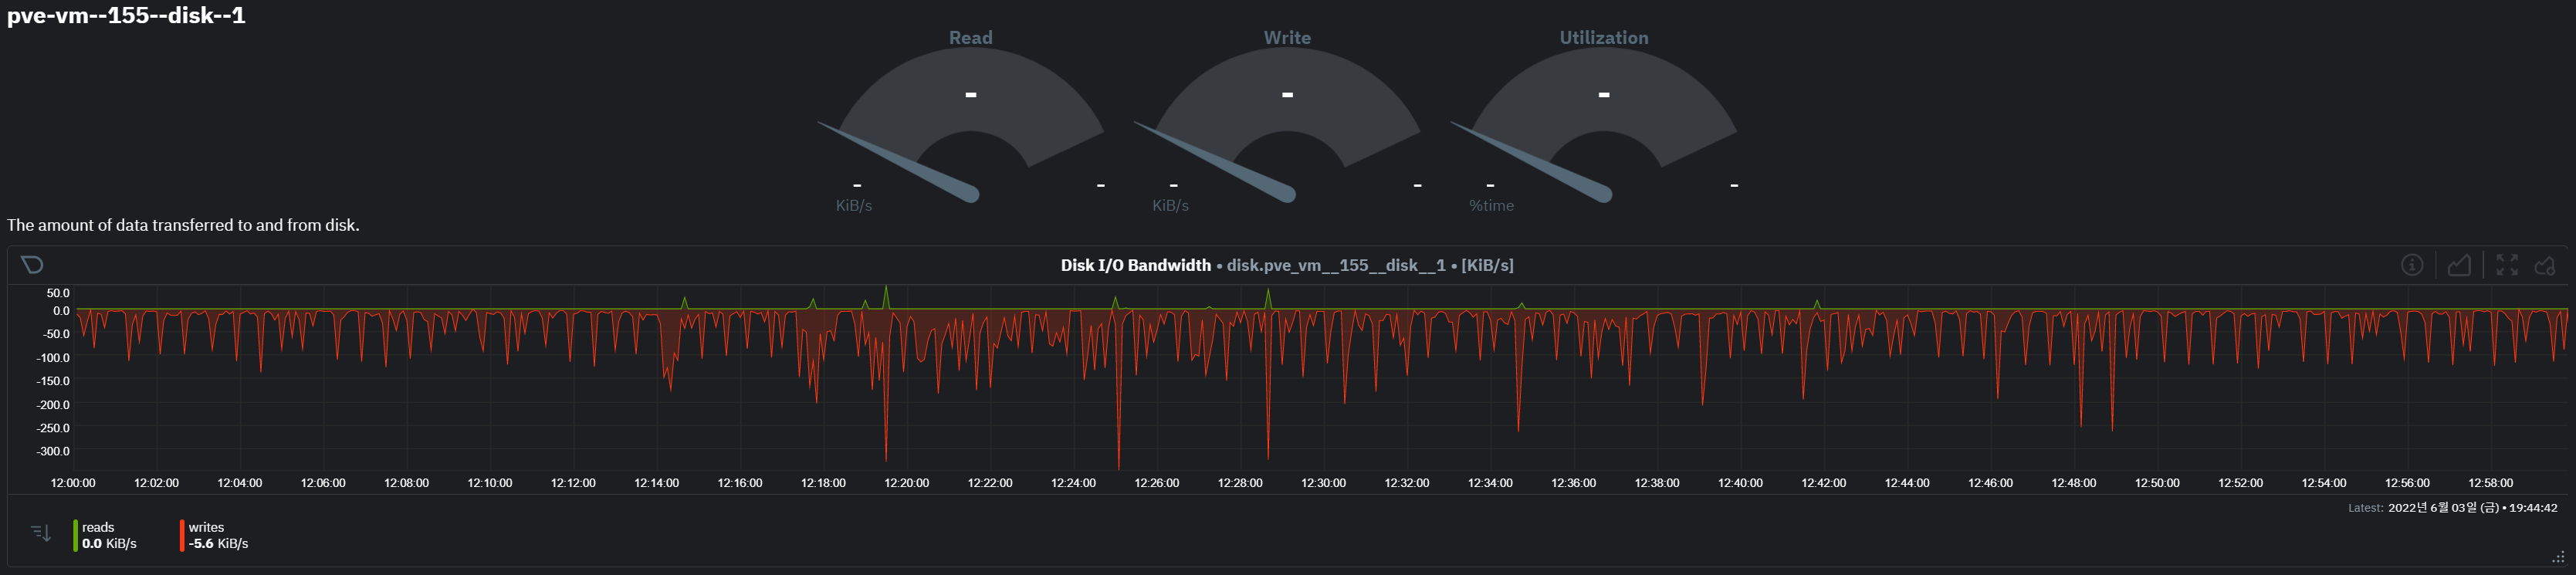 pve-vm--155--disk--1
Read
Write
Utilization
-
-
-
- -
- -
- -
KiB/s
KiB/s
%time
The amount of data transferred to and from disk.
Disk I/O Bandwidth • disk.pve_vm__155__disk__1 • [KiB/s]
50.0
0.0
-50.0
-100.0
-150.0
-200.0
-250.0
-300.0
12:00:00 12:02:00 12:04:00 12:06:00 12:08:00 12:10:00 12:12:00 12:14:00 12:16:00 12:18:00 12:20:00 12:22:00 12:24:00 12:26:00 12:28:00 12:30:00 12:32:00 12:34:00 12:36:00 12:38:00 12:40:00 12:42:00 12:44:00 12:46:00 12:48:00 12:50:00 12:52:00 12:54:00 12:56:00 12:58:00
Latest: 2022년 6월 03일 (금) • 19:44:42
reads
0.0 KiB/s
writes
-5.6 KiB/s